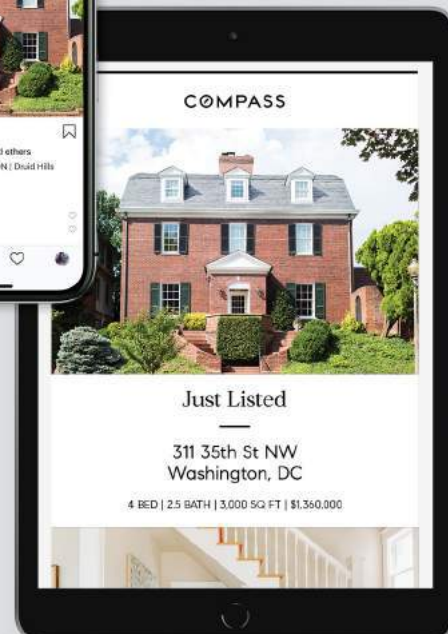 d others
N | Druid Hills
COMPASS
Just Listed
311 35th St NW
Washington, DC
4 BED | 2.5 BATH | 3,000 SQ FT | $1,360,000